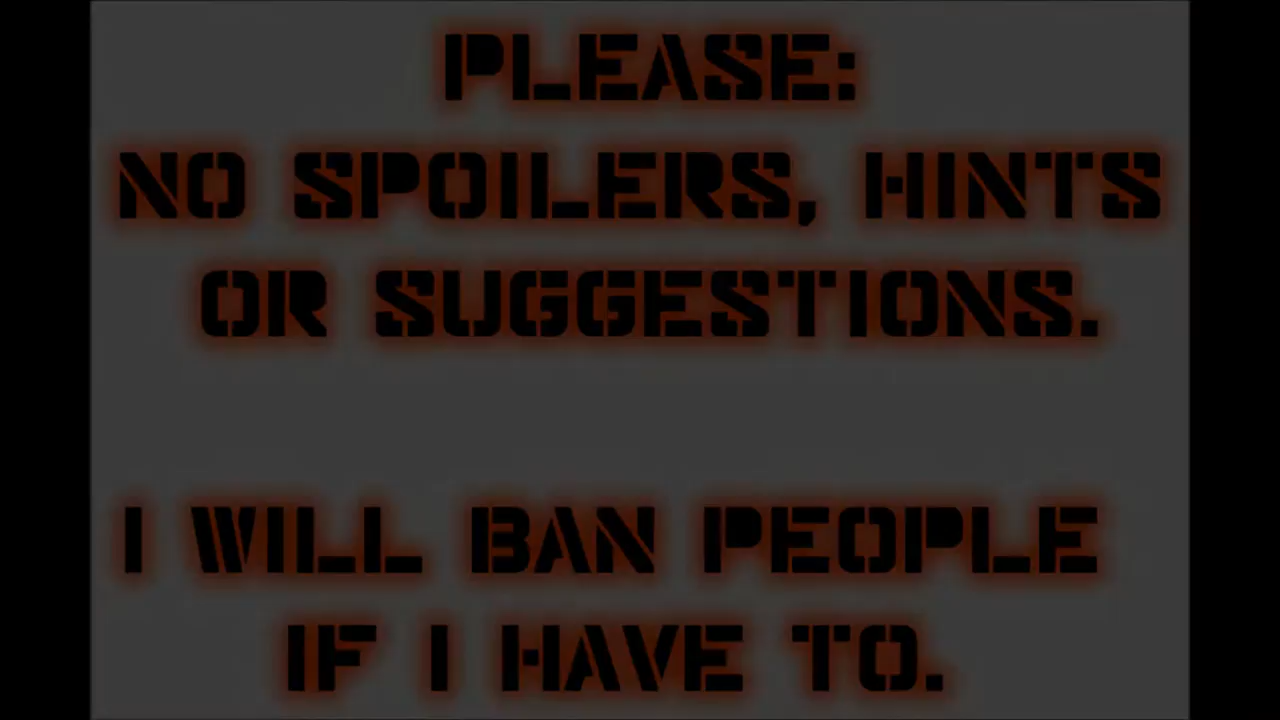 PLEASE:
NO SPOILERS, HINTS
OR SUGGESTIONS.
I WILL BAN PEOPLE
IF I HAVE TO.